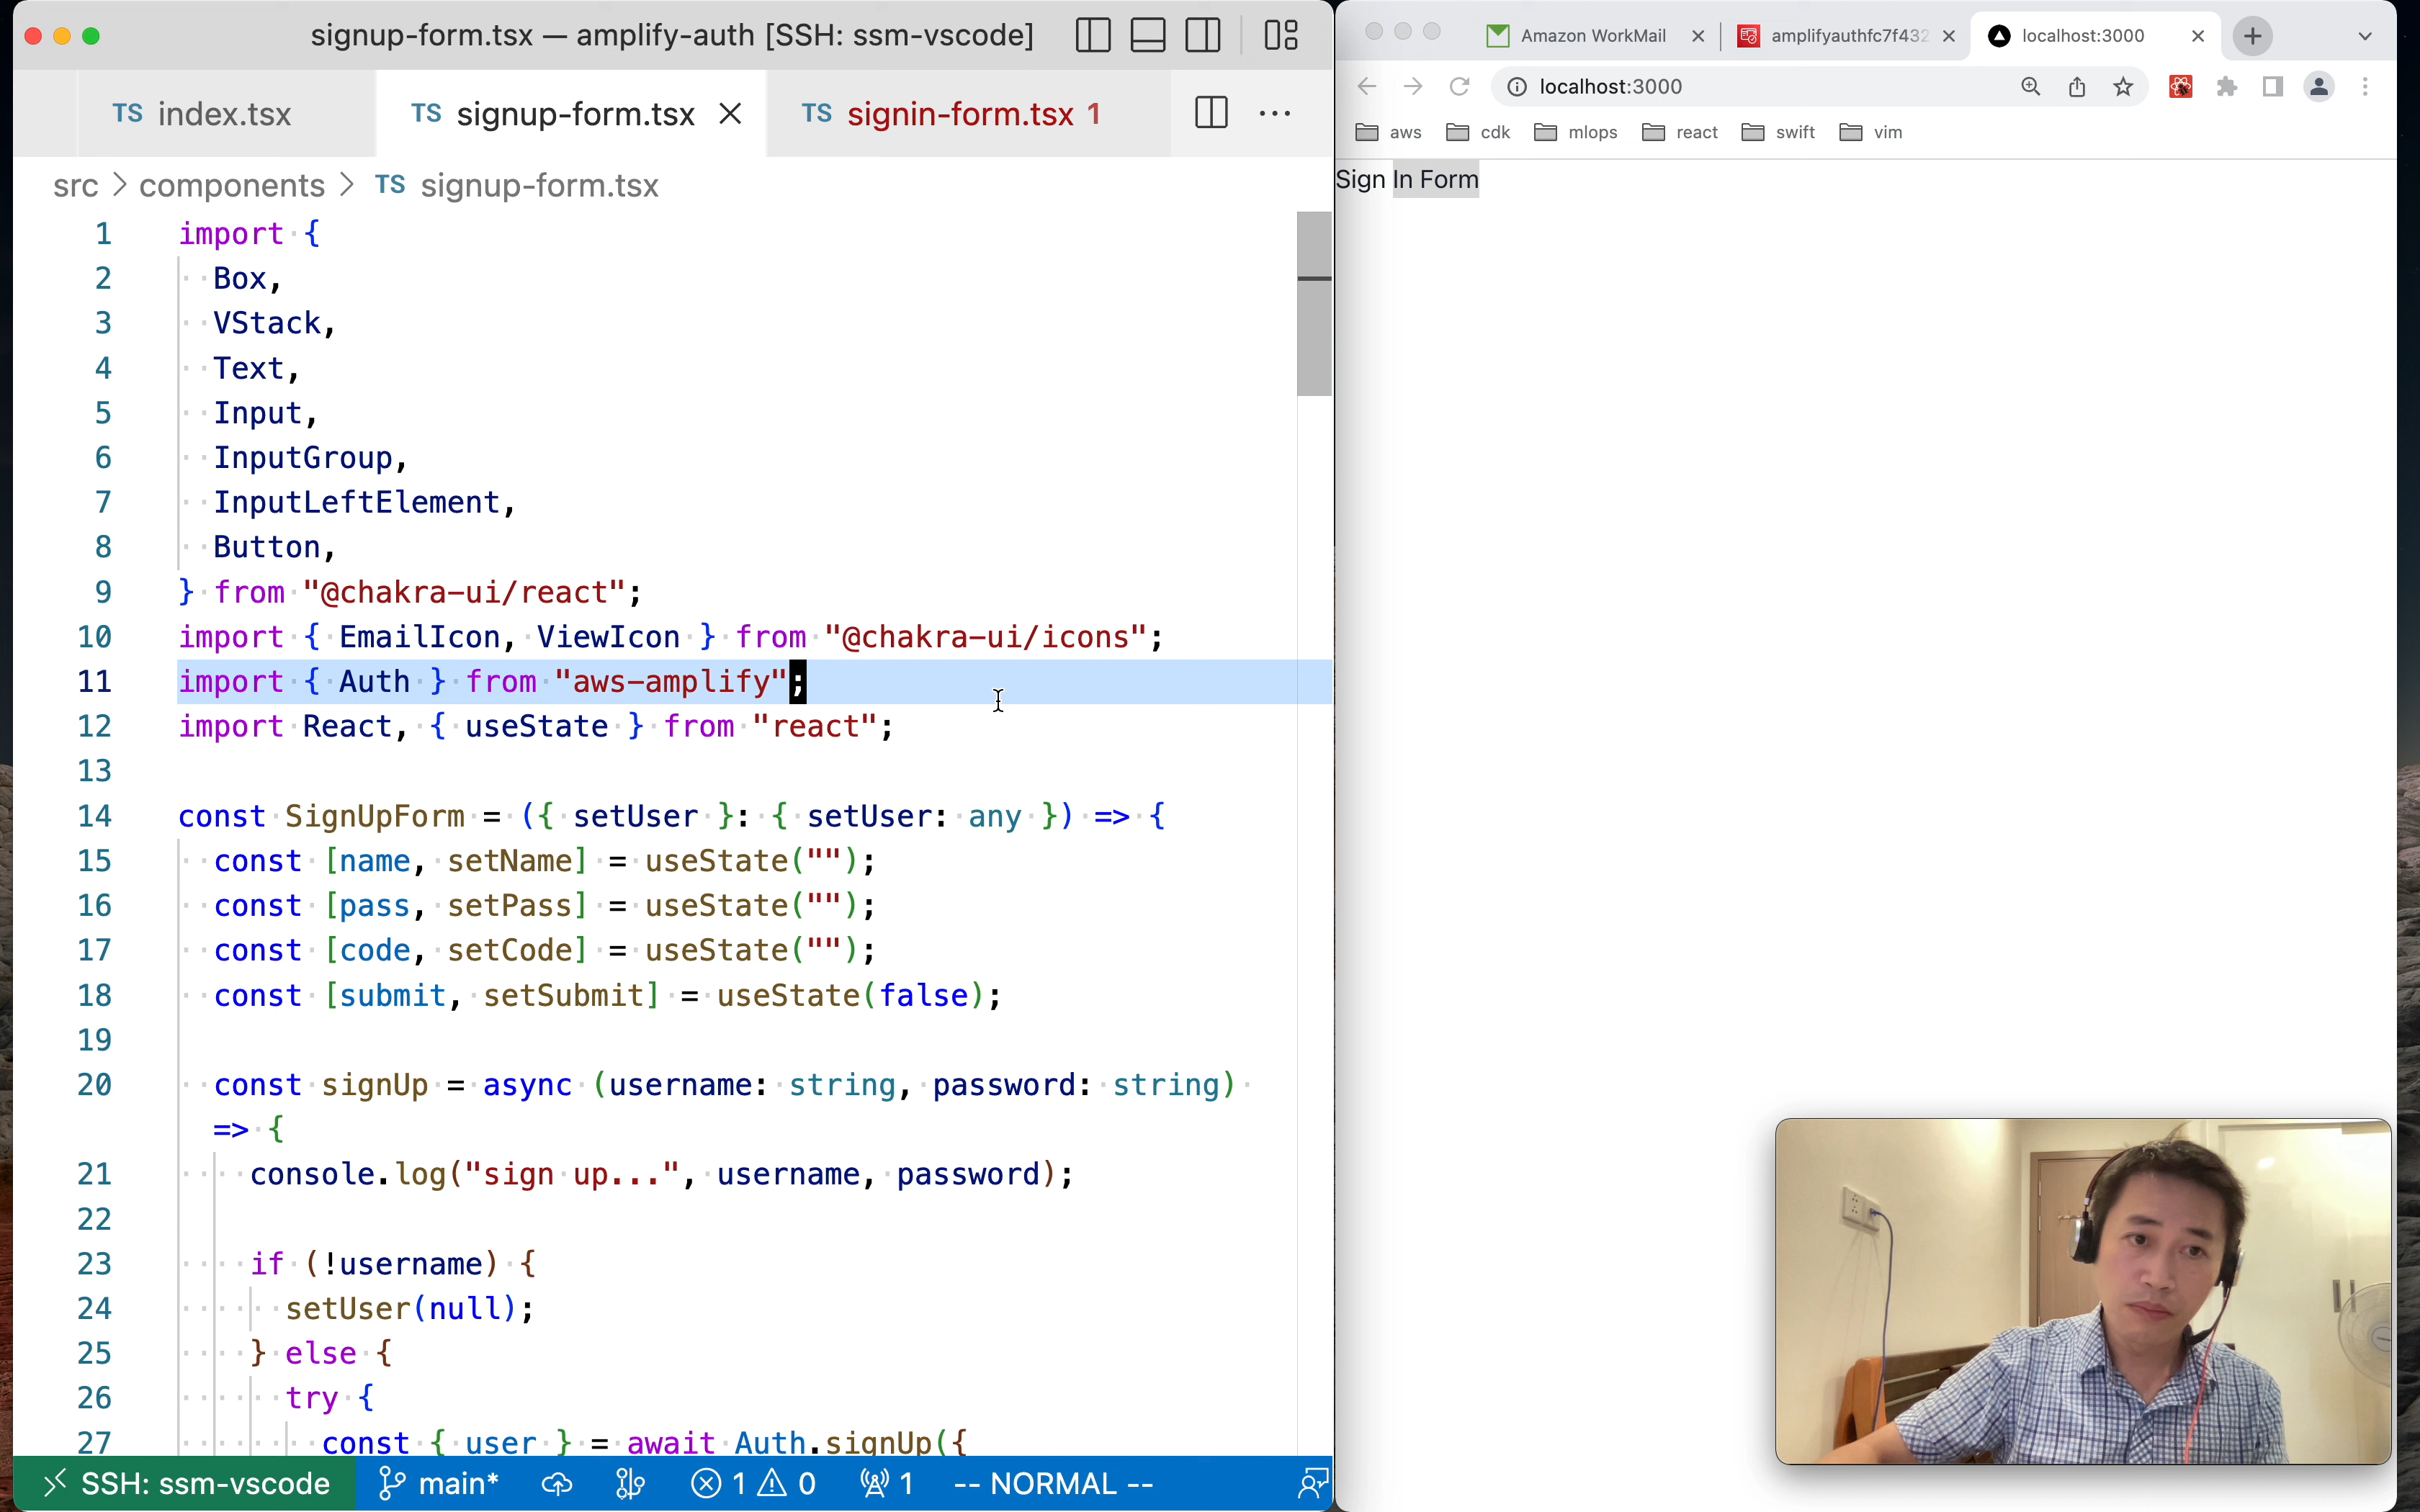 signup-form.tsx — amplify-auth [SSH: ssm-vscode]
TS index.tsx
TS signup-form.tsx
TS signin-form.tsx 1
src > components > TS signup-form.tsx
1 import {
2 Box,
3 VStack,
4 Text,
5 Input,
6 InputGroup,
7 InputLeftElement,
8 Button,
9 } from "@chakra-ui/react";
10 import { EmailIcon, ViewIcon } from "@chakra-ui/icons";
11 import { Auth } from "aws-amplify";
12 import React, { useState } from "react";
13
14 const SignUpForm = ({ setUser }: { setUser: any }) => {
15 const [name, setName] = useState("");
16 const [pass, setPass] = useState("");
17 const [code, setCode] = useState("");
18 const [submit, setSubmit] = useState(false);
19
20 const signUp = async (username: string, password: string)
=> {
21 console.log("sign up...", username, password);
22
23 if (!username) {
24 setUser(null);
25 } else {
26 try {
27 const { user } = await Auth.signUp({
SSH: ssm-vscode main* 1 0 1 -- NORMAL --
Amazon WorkMail
amplifyauthfc7f432
localhost:3000
localhost:3000
aws cdk mlops react swift vim
Sign In Form